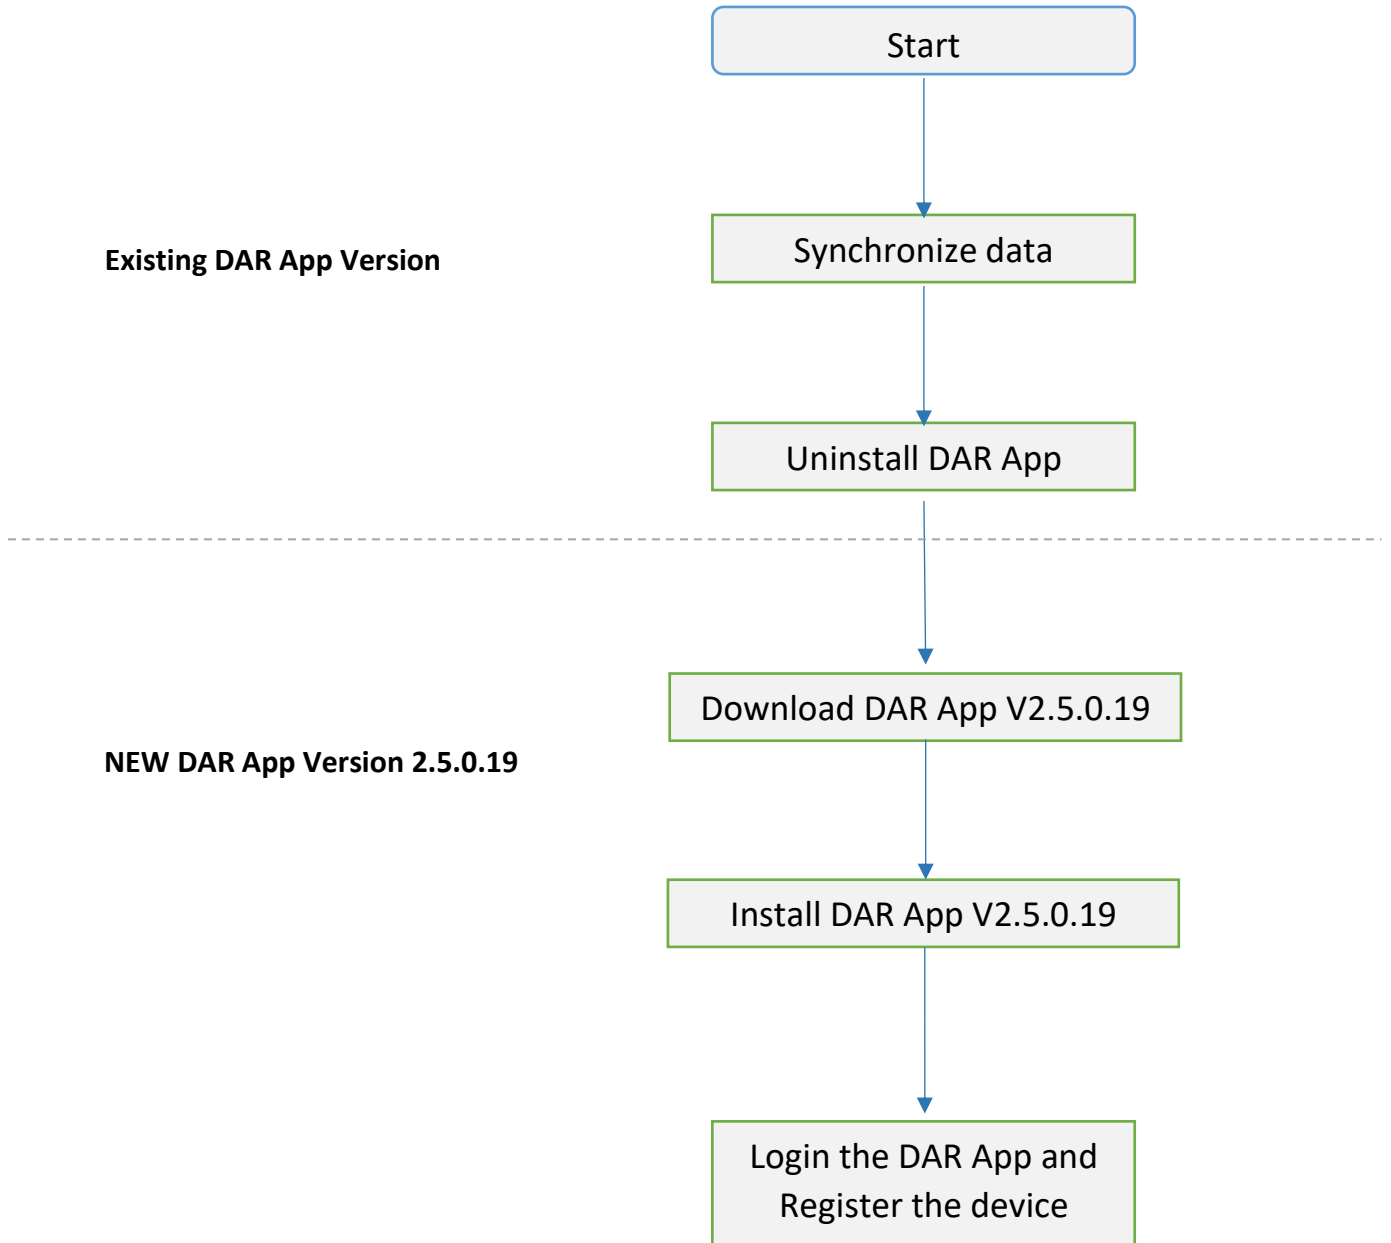 Start
Existing DAR App Version
Synchronize data
Uninstall DAR App
Download DAR App V2.5.0.19
NEW DAR App Version 2.5.0.19
Install DAR App V2.5.0.19
Login the DAR App and
Register the device